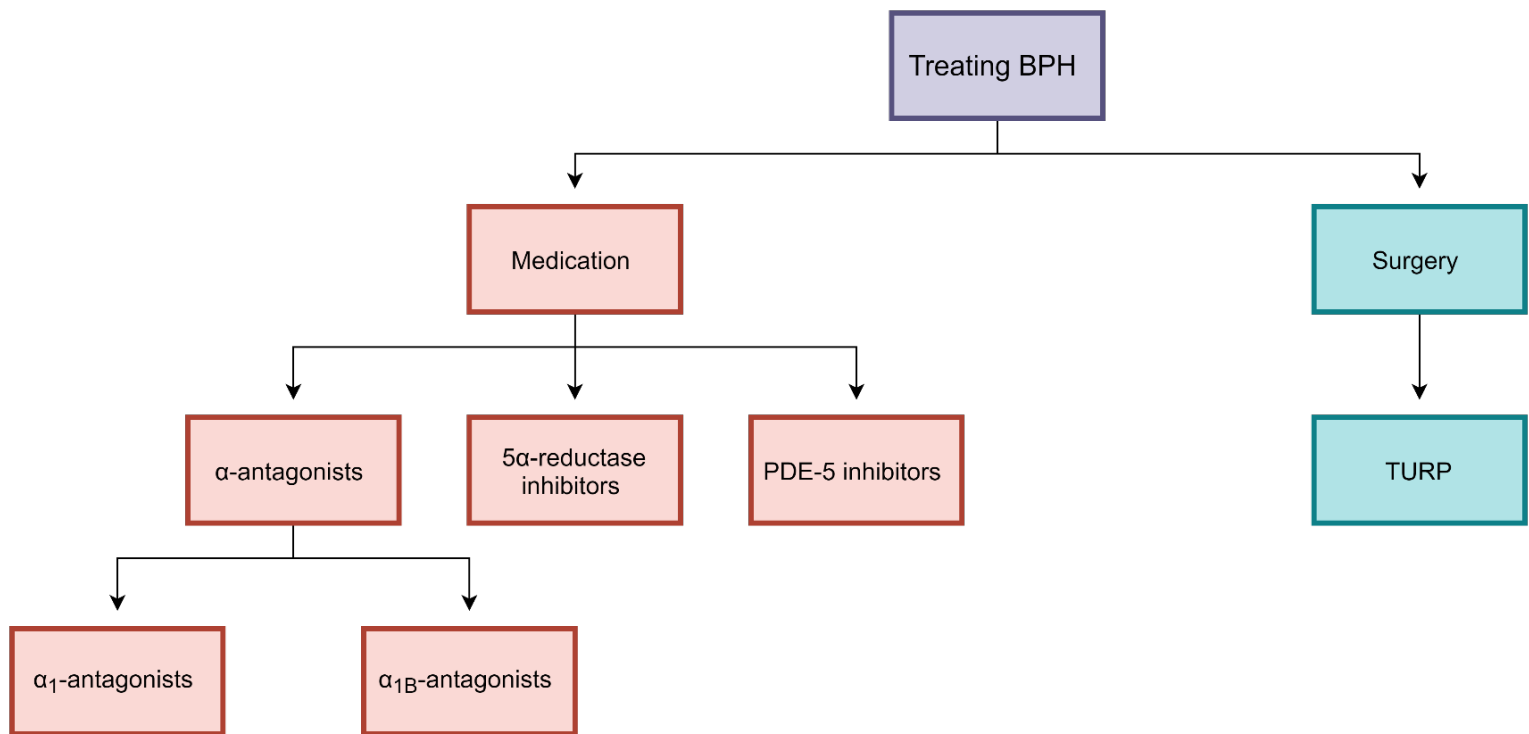 Treating BPH
Medication
Surgery
α-antagonists
5α-reductase
inhibitors
PDE-5 inhibitors
TURP
α₁-antagonists
α₁B-antagonists